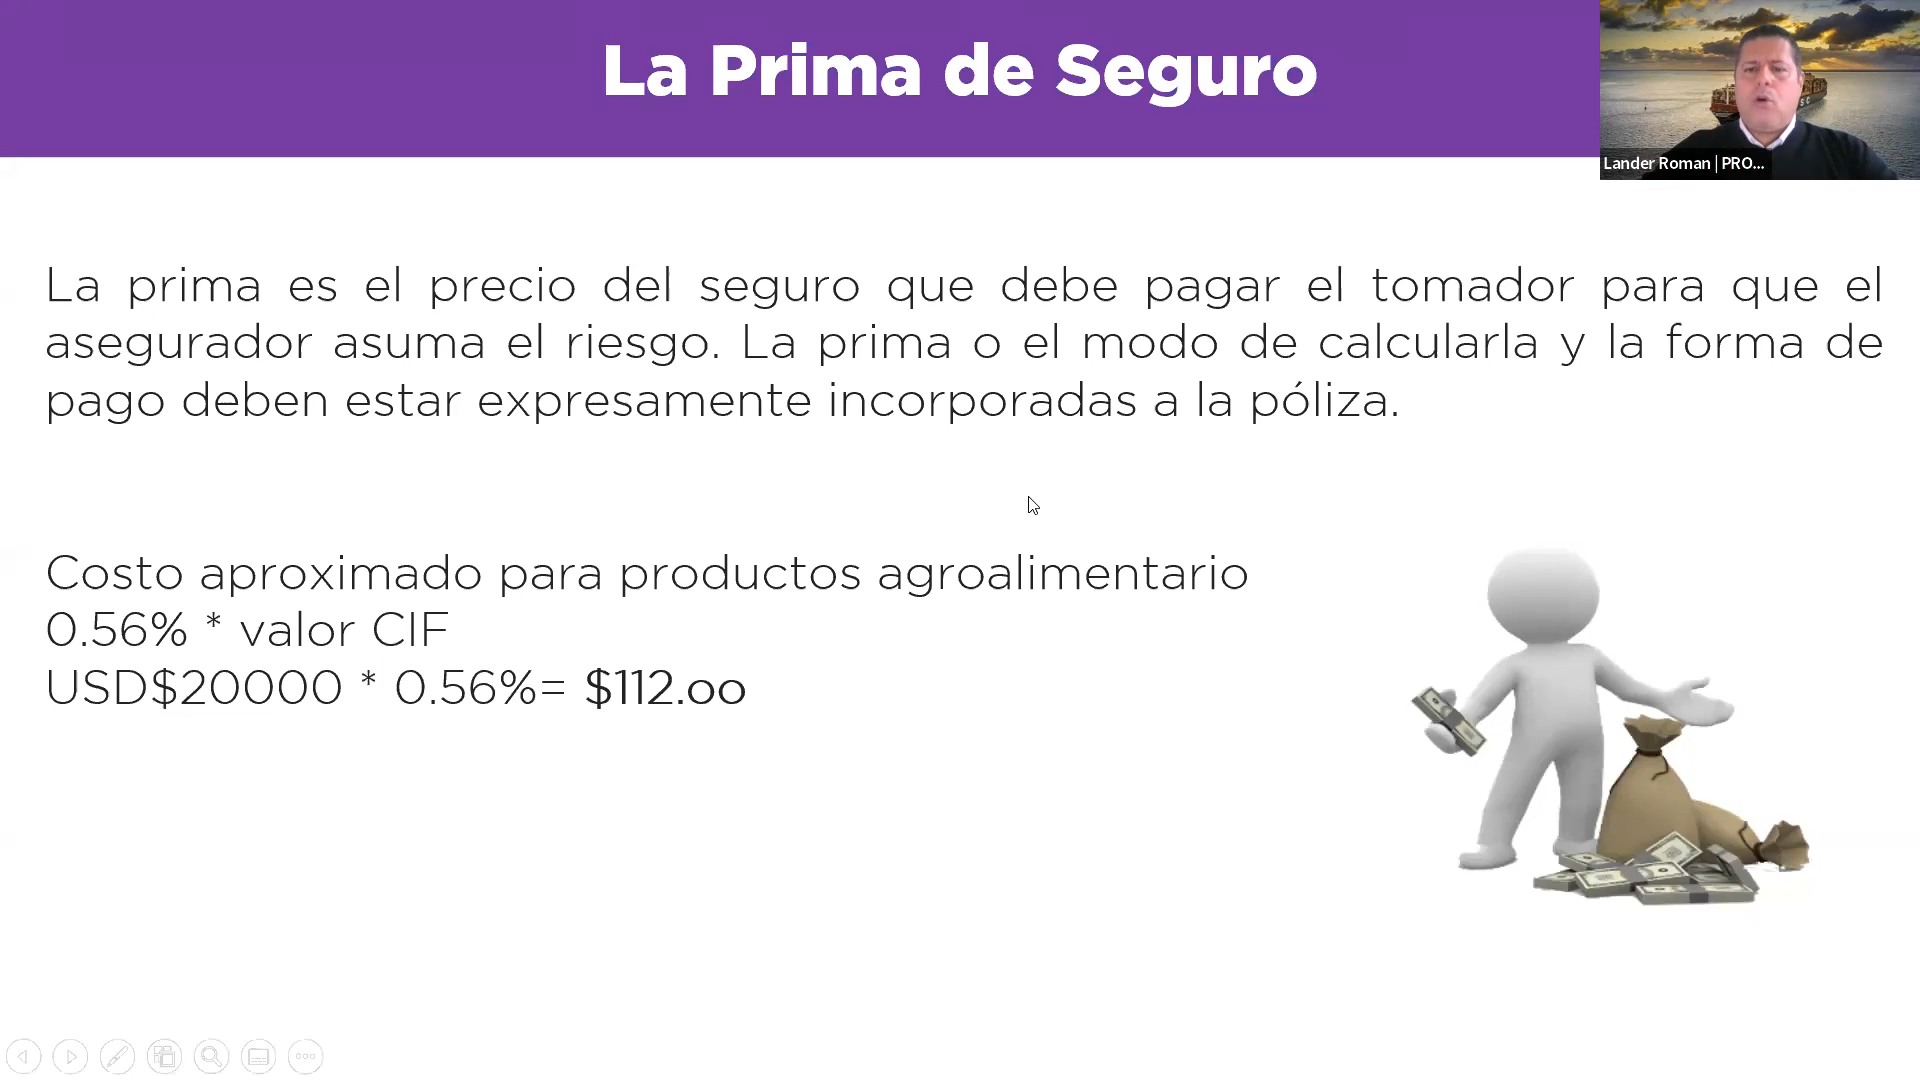 La Prima de Seguro
Lander Roman | PRO...
La prima es el precio del seguro que debe pagar el tomador para que el
asegurador asuma el riesgo. La prima o el modo de calcularla y la forma de
pago deben estar expresamente incorporadas a la póliza.
Costo aproximado para productos agroalimentario
0.56% * valor CIF
USD$20000 * 0.56%= $112.oo